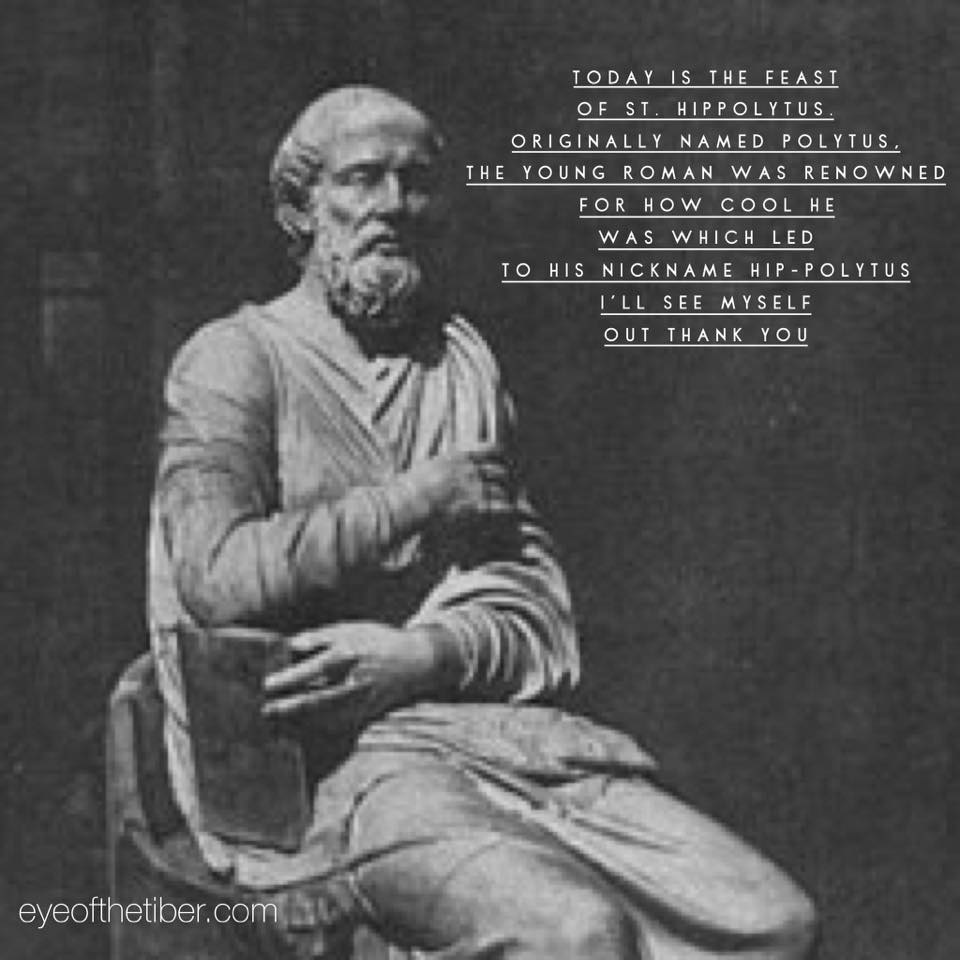 TODAY IS THE FEAST
OF ST. HIPPOLYTUS.
ORIGINALLY NAMED POLYTUS,
THE YOUNG ROMAN WAS RENOWNED
FOR HOW COOL HE
WAS WHICH LED
TO HIS NICKNAME HIP-POLYTUS
I'LL SEE MYSELF
OUT THANK YOU
eyeofthetiber.com